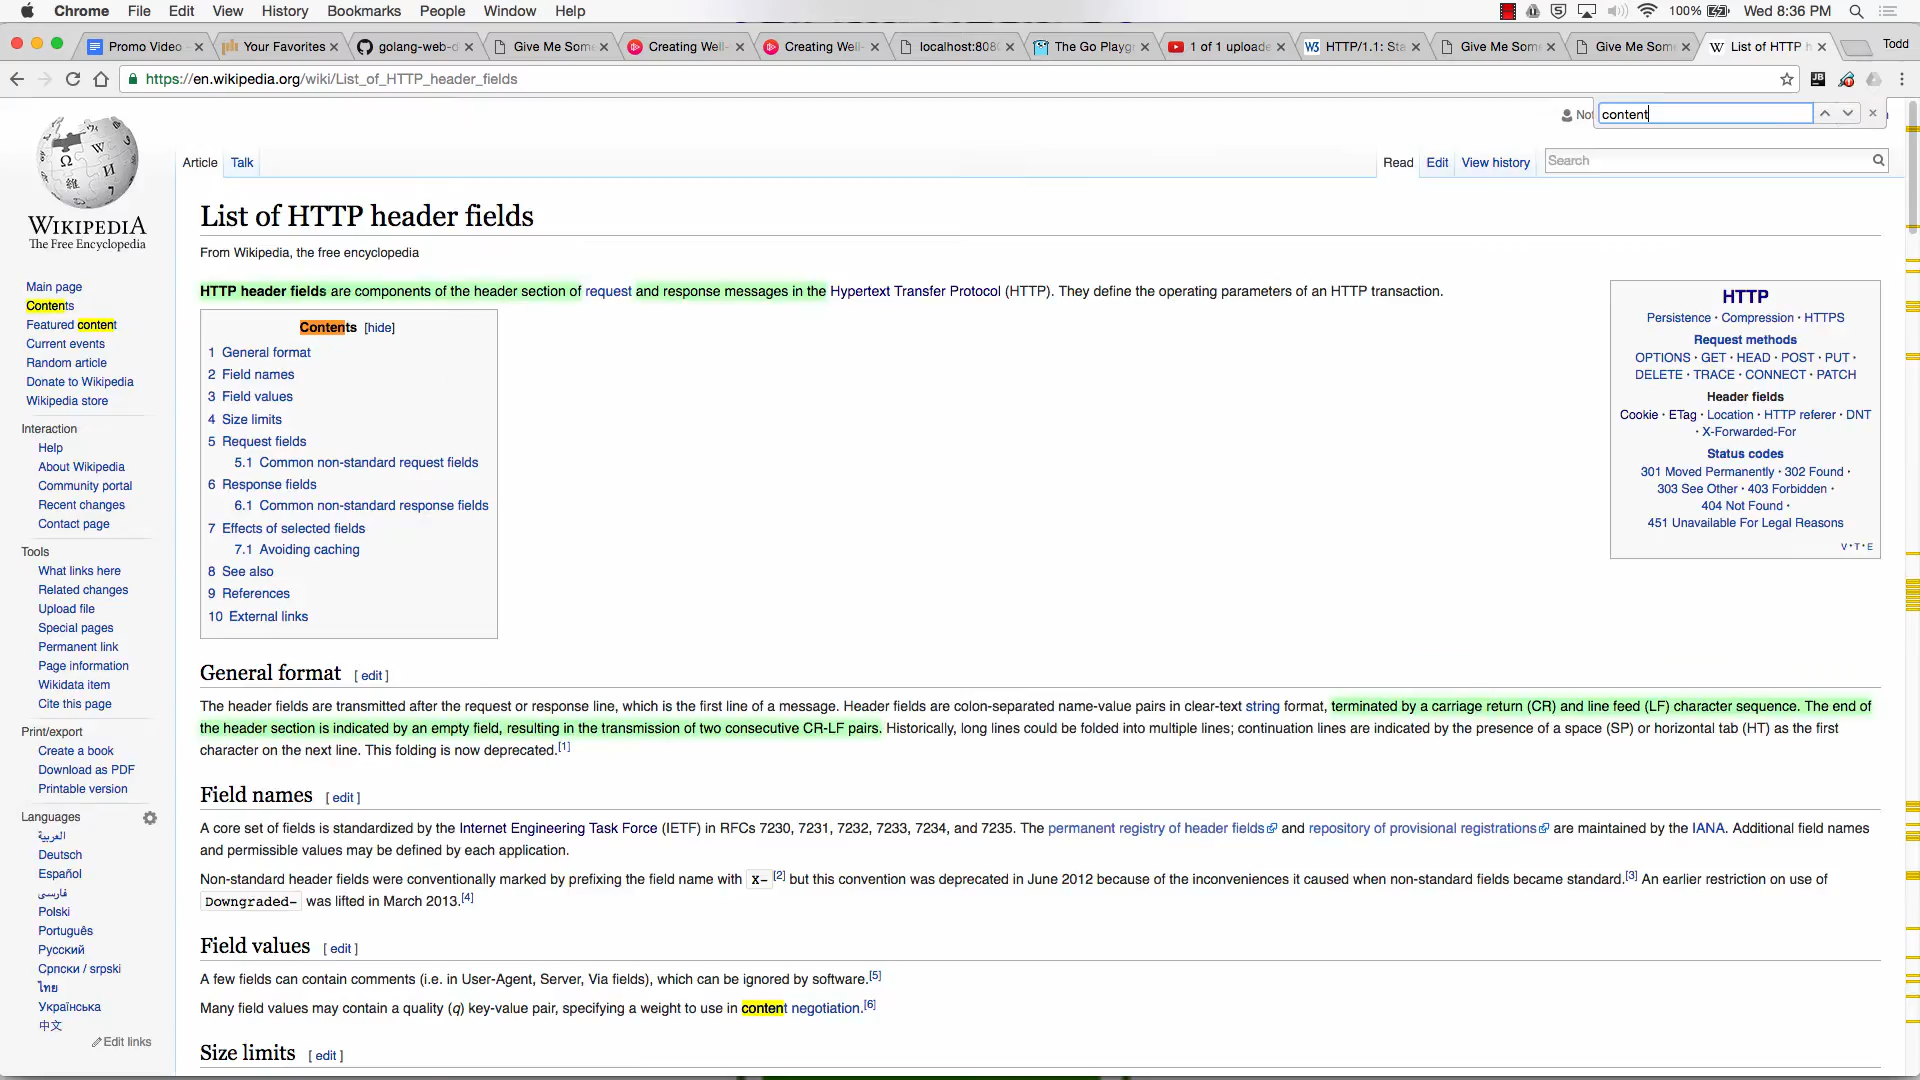 Chrome File Edit View History Bookmarks People Window Help
100% Wed 8:36 PM
Promo Video
Your Favorites
golang-web-d
Give Me Som
Creating Well-
Creating Well-
localhost:808
The Go Playg
1 of 1 uploade
HTTP/1.1: Sta
Give Me Som
Give Me Som
List of HTTP h
Todd
https://en.wikipedia.org/wiki/List_of_HTTP_header_fields
Not
content
WIKIPEDIA
The Free Encyclopedia
Article Talk
Read Edit View history Search
Main page
Contents
Featured content
Current events
Random article
Donate to Wikipedia
Wikipedia store
Interaction
Help
About Wikipedia
Community portal
Recent changes
Contact page
Tools
What links here
Related changes
Upload file
Special pages
Permanent link
Page information
Wikidata item
Cite this page
Print/export
Create a book
Download as PDF
Printable version
Languages
العربية
Deutsch
Español
فارسی
Polski
Português
Русский
Српски / srpski
ไทย
Українська
中文
Edit links
List of HTTP header fields
From Wikipedia, the free encyclopedia
HTTP header fields are components of the header section of request and response messages in the Hypertext Transfer Protocol (HTTP). They define the operating parameters of an HTTP transaction.
Contents [hide]
1 General format
2 Field names
3 Field values
4 Size limits
5 Request fields
5.1 Common non-standard request fields
6 Response fields
6.1 Common non-standard response fields
7 Effects of selected fields
7.1 Avoiding caching
8 See also
9 References
10 External links
HTTP
Persistence · Compression · HTTPS
Request methods
OPTIONS · GET · HEAD · POST · PUT ·
DELETE · TRACE · CONNECT · PATCH
Header fields
Cookie · ETag · Location · HTTP referer · DNT
· X-Forwarded-For
Status codes
301 Moved Permanently · 302 Found ·
303 See Other · 403 Forbidden ·
404 Not Found ·
451 Unavailable For Legal Reasons
V · T · E
General format [ edit ]
The header fields are transmitted after the request or response line, which is the first line of a message. Header fields are colon-separated name-value pairs in clear-text string format, terminated by a carriage return (CR) and line feed (LF) character sequence. The end of
the header section is indicated by an empty field, resulting in the transmission of two consecutive CR-LF pairs. Historically, long lines could be folded into multiple lines; continuation lines are indicated by the presence of a space (SP) or horizontal tab (HT) as the first
character on the next line. This folding is now deprecated.[1]
Field names [ edit ]
A core set of fields is standardized by the Internet Engineering Task Force (IETF) in RFCs 7230, 7231, 7232, 7233, 7234, and 7235. The permanent registry of header fields and repository of provisional registrations are maintained by the IANA. Additional field names
and permissible values may be defined by each application.
Non-standard header fields were conventionally marked by prefixing the field name with X- [2] but this convention was deprecated in June 2012 because of the inconveniences it caused when non-standard fields became standard.[3] An earlier restriction on use of
Downgraded- was lifted in March 2013.[4]
Field values [ edit ]
A few fields can contain comments (i.e. in User-Agent, Server, Via fields), which can be ignored by software.[5]
Many field values may contain a quality (q) key-value pair, specifying a weight to use in content negotiation.[6]
Size limits [ edit ]